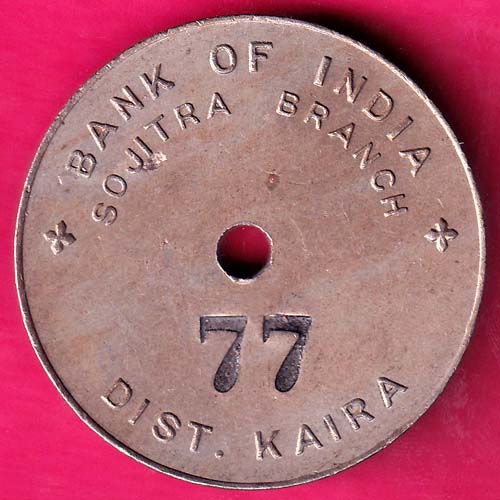 BANK OF INDIA
SOJITRA BRANCH
77
DIST. KAIRA